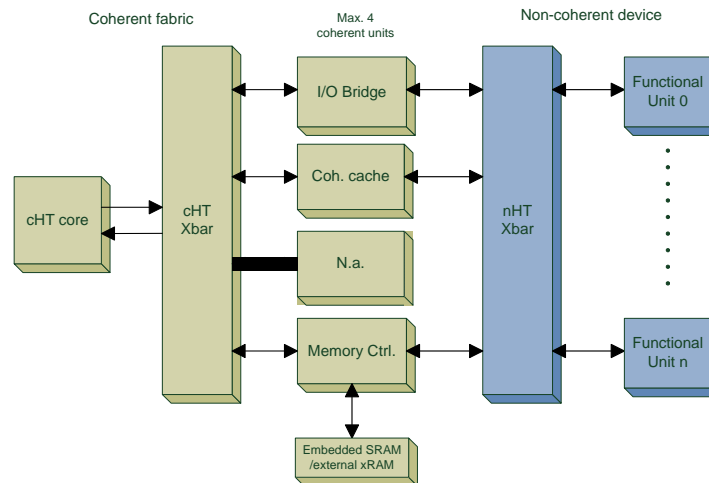 Coherent fabric
Max. 4
coherent units
Non-coherent device
I/O Bridge
Functional
Unit 0
Coh. cache
cHT core
cHT
Xbar
nHT
Xbar
N.a.
Memory Ctrl.
Functional
Unit n
Embedded SRAM
/external xRAM